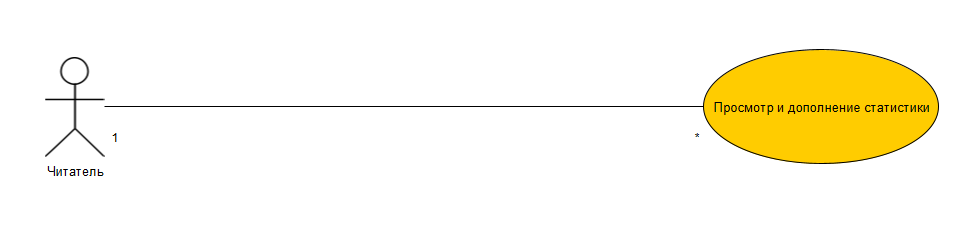 Просмотр и дополнение статистики
1
*
Читатель